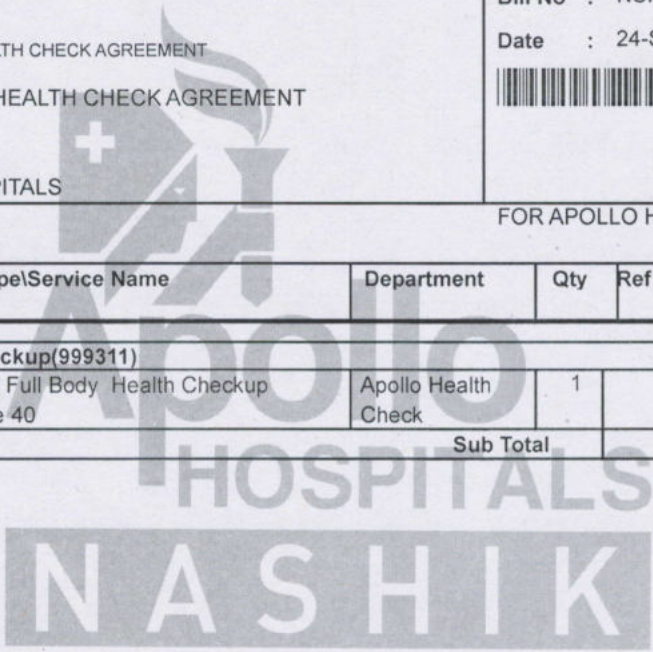 Bill No :
TH CHECK AGREEMENT
Date : 24-S
HEALTH CHECK AGREEMENT
PITALS
FOR APOLLO H
pe\Service Name Department Qty Ref
ckup(999311)
Full Body Health Checkup Apollo Health 1
e 40 Check
Sub Total
Apollo
HOSPITALS
NASHIK